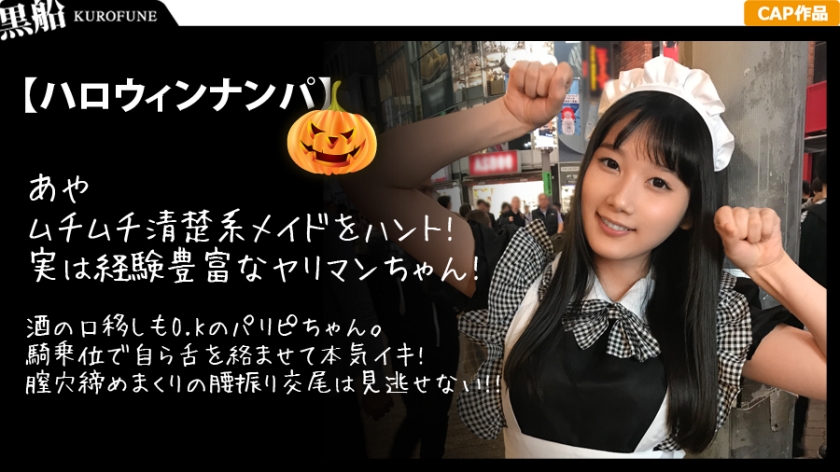 黒船 KUROFUNE
CAP作品
【ハロウィンナンパ】
あや
ムチムチ清楚系メイドをハント!
実は経験豊富なヤリマンちゃん!
酒の口移しもO.kのパリピちゃん。
騎乗位で自ら舌を絡ませて本気イキ!
膣穴締めまくりの腰振り交尾は見逃せない!!